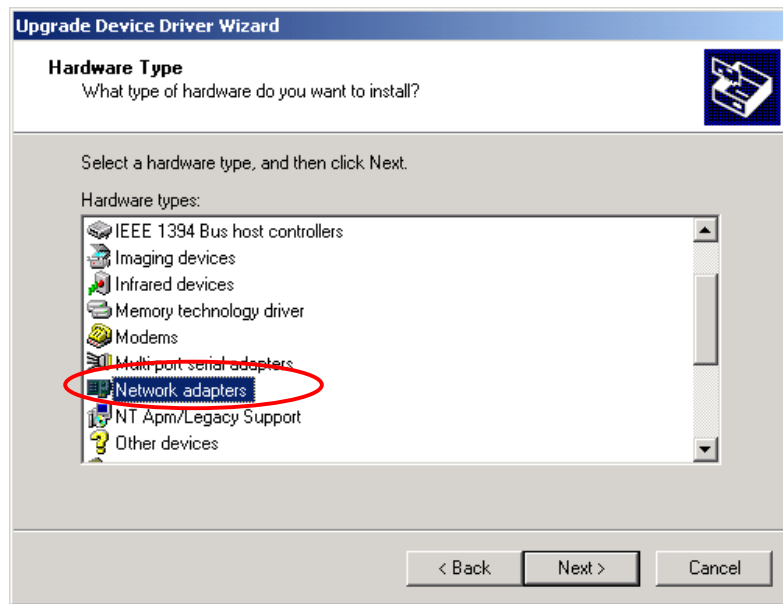 Upgrade Device Driver Wizard
Hardware Type
What type of hardware do you want to install?
Select a hardware type, and then click Next.
Hardware types:
IEEE 1394 Bus host controllers
Imaging devices
Infrared devices
Memory technology driver
Modems
Multi-port serial adapters
Network adapters
NT Apm/Legacy Support
Other devices
< Back Next > Cancel